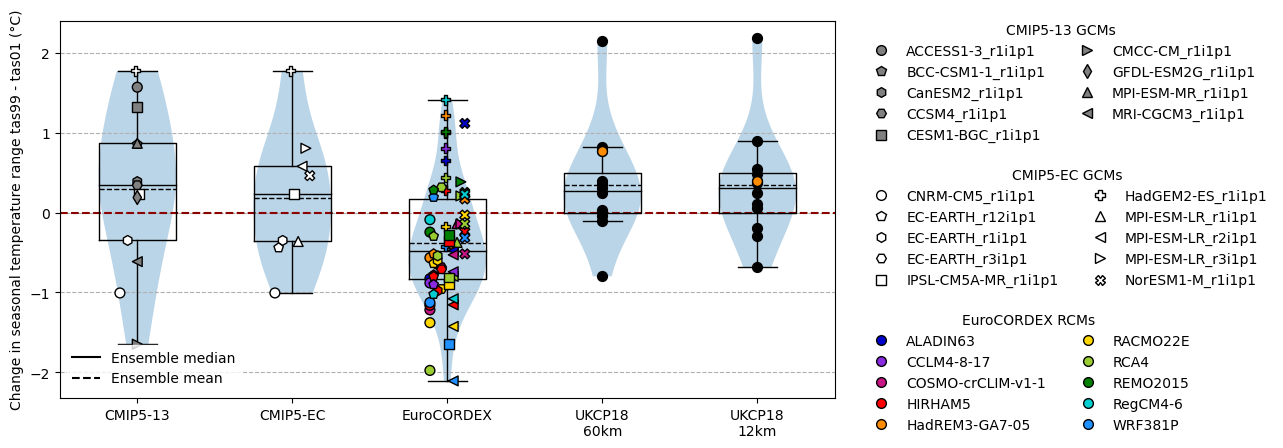 Change in seasonal temperature range tas99 - tas01 (°C)
2
1
0
−1
−2
Ensemble median
Ensemble mean
CMIP5-13
CMIP5-EC
EuroCORDEX
UKCP18
60km
UKCP18
12km
CMIP5-13 GCMs
ACCESS1-3_r1i1p1
BCC-CSM1-1_r1i1p1
CanESM2_r1i1p1
CCSM4_r1i1p1
CESM1-BGC_r1i1p1
CMCC-CM_r1i1p1
GFDL-ESM2G_r1i1p1
MPI-ESM-MR_r1i1p1
MRI-CGCM3_r1i1p1
CMIP5-EC GCMs
CNRM-CM5_r1i1p1
EC-EARTH_r12i1p1
EC-EARTH_r1i1p1
EC-EARTH_r3i1p1
IPSL-CM5A-MR_r1i1p1
HadGEM2-ES_r1i1p1
MPI-ESM-LR_r1i1p1
MPI-ESM-LR_r2i1p1
MPI-ESM-LR_r3i1p1
NorESM1-M_r1i1p1
EuroCORDEX RCMs
ALADIN63
CCLM4-8-17
COSMO-crCLIM-v1-1
HIRHAM5
HadREM3-GA7-05
RACMO22E
RCA4
REMO2015
RegCM4-6
WRF381P